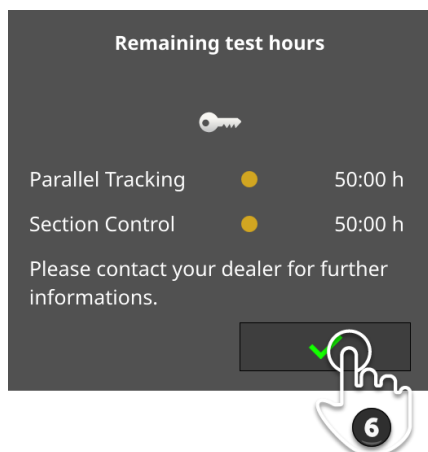 Remaining test hours
Parallel Tracking 50:00 h
Section Control 50:00 h
Please contact your dealer for further
informations.
6